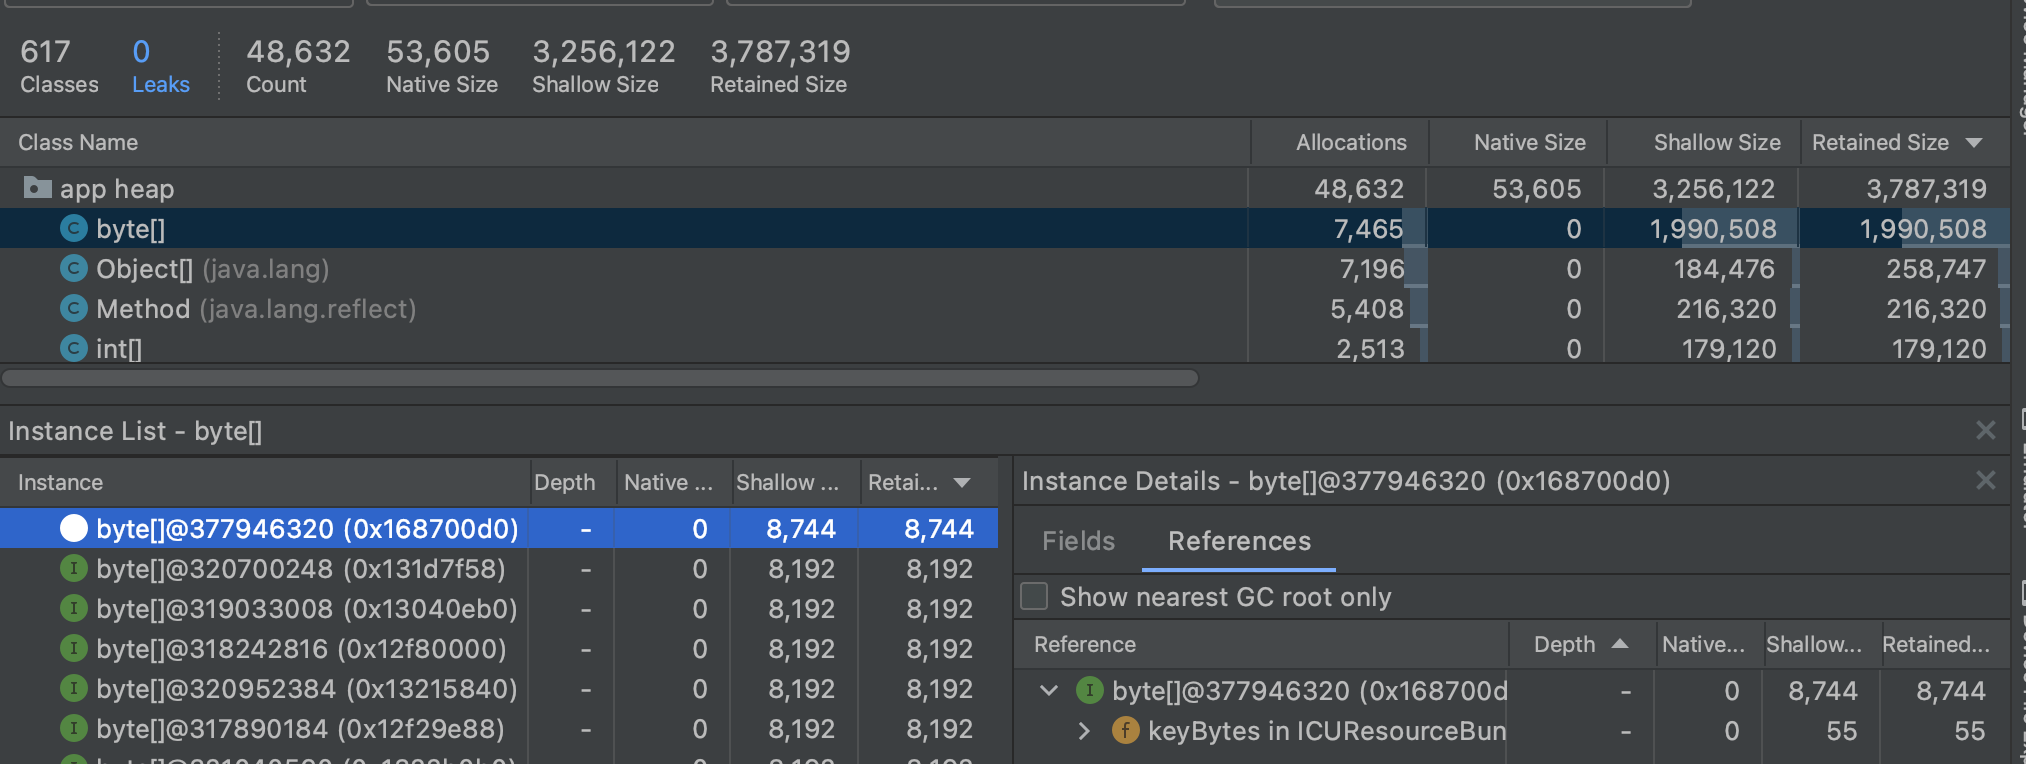 617 0 48,632 53,605 3,256,122 3,787,319
Classes Leaks Count Native Size Shallow Size Retained Size
Class Name Allocations Native Size Shallow Size Retained Size
app heap 48,632 53,605 3,256,122 3,787,319
C byte[] 7,465 0 1,990,508 1,990,508
C Object[] (java.lang) 7,196 0 184,476 258,747
C Method (java.lang.reflect) 5,408 0 216,320 216,320
C int[] 2,513 0 179,120 179,120
Instance List - byte[]
Instance Depth Native ... Shallow ... Retai...
byte[]@377946320 (0x168700d0) - 0 8,744 8,744
I byte[]@320700248 (0x131d7f58) - 0 8,192 8,192
I byte[]@319033008 (0x13040eb0) - 0 8,192 8,192
I byte[]@318242816 (0x12f80000) - 0 8,192 8,192
I byte[]@320952384 (0x13215840) - 0 8,192 8,192
I byte[]@317890184 (0x12f29e88) - 0 8,192 8,192
Instance Details - byte[]@377946320 (0x168700d0)
Fields References
Show nearest GC root only
Reference Depth Native... Shallow... Retained...
I byte[]@377946320 (0x168700d - 0 8,744 8,744
f keyBytes in ICUResourceBun - 0 55 55